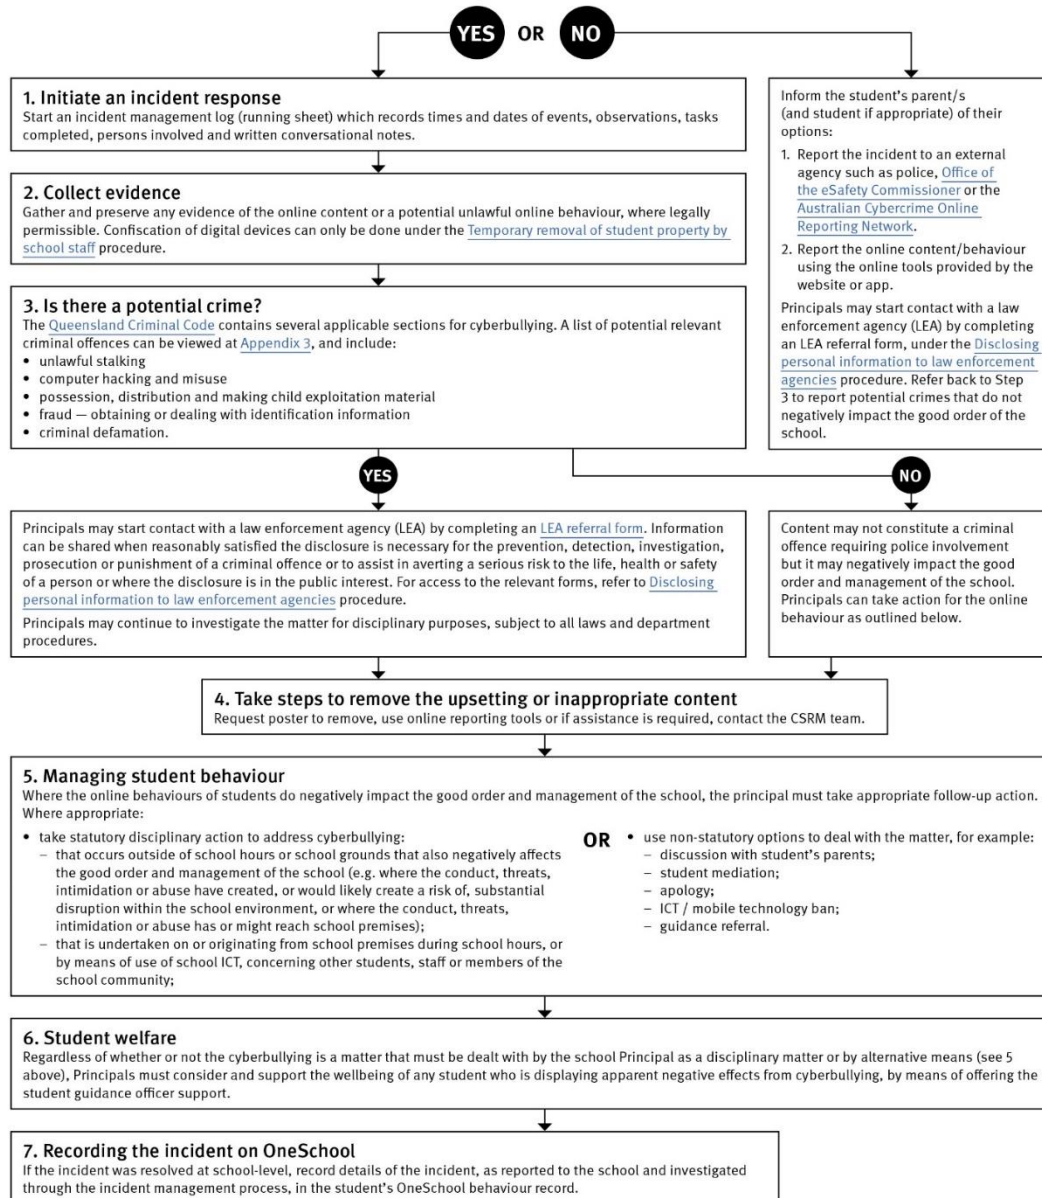 YES OR NO
1. Initiate an incident response
Start an incident management log (running sheet) which records times and dates of events, observations, tasks
completed, persons involved and written conversational notes.
Inform the student's parent/s
(and student if appropriate) of their
options:
1. Report the incident to an external
agency such as police, Office of
the eSafety Commissioner or the
Australian Cybercrime Online
Reporting Network.
2. Report the online content/behaviour
using the online tools provided by the
website or app.
Principals may start contact with a law
enforcement agency (LEA) by completing
an LEA referral form, under the Disclosing
personal information to law enforcement
agencies procedure. Refer back to Step
3 to report potential crimes that do not
negatively impact the good order of the
school.
2. Collect evidence
Gather and preserve any evidence of the online content or a potential unlawful online behaviour, where legally
permissible. Confiscation of digital devices can only be done under the Temporary removal of student property by
school staff procedure.
3. Is there a potential crime?
The Queensland Criminal Code contains several applicable sections for cyberbullying. A list of potential relevant
criminal offences can be viewed at Appendix 3, and include:
• unlawful stalking
• computer hacking and misuse
• possession, distribution and making child exploitation material
• fraud — obtaining or dealing with identification information
• criminal defamation.
YES
NO
Principals may start contact with a law enforcement agency (LEA) by completing an LEA referral form. Information
can be shared when reasonably satisfied the disclosure is necessary for the prevention, detection, investigation,
prosecution or punishment of a criminal offence or to assist in averting a serious risk to the life, health or safety
of a person or where the disclosure is in the public interest. For access to the relevant forms, refer to Disclosing
personal information to law enforcement agencies procedure.
Principals may continue to investigate the matter for disciplinary purposes, subject to all laws and department
procedures.
Content may not constitute a criminal
offence requiring police involvement
but it may negatively impact the good
order and management of the school.
Principals can take action for the online
behaviour as outlined below.
4. Take steps to remove the upsetting or inappropriate content
Request poster to remove, use online reporting tools or if assistance is required, contact the CSRM team.
5. Managing student behaviour
Where the online behaviours of students do negatively impact the good order and management of the school, the principal must take appropriate follow-up action.
Where appropriate:
• take statutory disciplinary action to address cyberbullying:
– that occurs outside of school hours or school grounds that also negatively affects
the good order and management of the school (e.g. where the conduct, threats,
intimidation or abuse have created, or would likely create a risk of, substantial
disruption within the school environment, or where the conduct, threats,
intimidation or abuse has or might reach school premises);
– that is undertaken on or originating from school premises during school hours, or
by means of use of school ICT, concerning other students, staff or members of the
school community;
OR
• use non-statutory options to deal with the matter, for example:
– discussion with student's parents;
– student mediation;
– apology;
– ICT / mobile technology ban;
– guidance referral.
6. Student welfare
Regardless of whether or not the cyberbullying is a matter that must be dealt with by the school Principal as a disciplinary matter or by alternative means (see 5
above), Principals must consider and support the wellbeing of any student who is displaying apparent negative effects from cyberbullying, by means of offering the
student guidance officer support.
7. Recording the incident on OneSchool
If the incident was resolved at school-level, record details of the incident, as reported to the school and investigated
through the incident management process, in the student's OneSchool behaviour record.